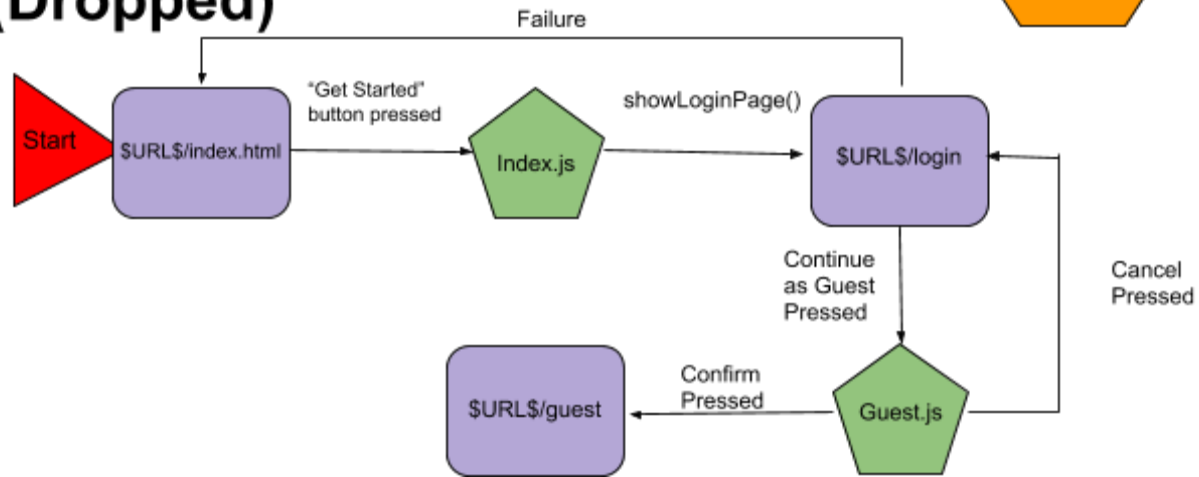 (Dropped)
Failure
“Get Started”
button pressed
showLoginPage()
Start
$URL$/index.html
Index.js
$URL$/login
Continue
as Guest
Pressed
Cancel
Pressed
Confirm
Pressed
$URL$/guest
Guest.js